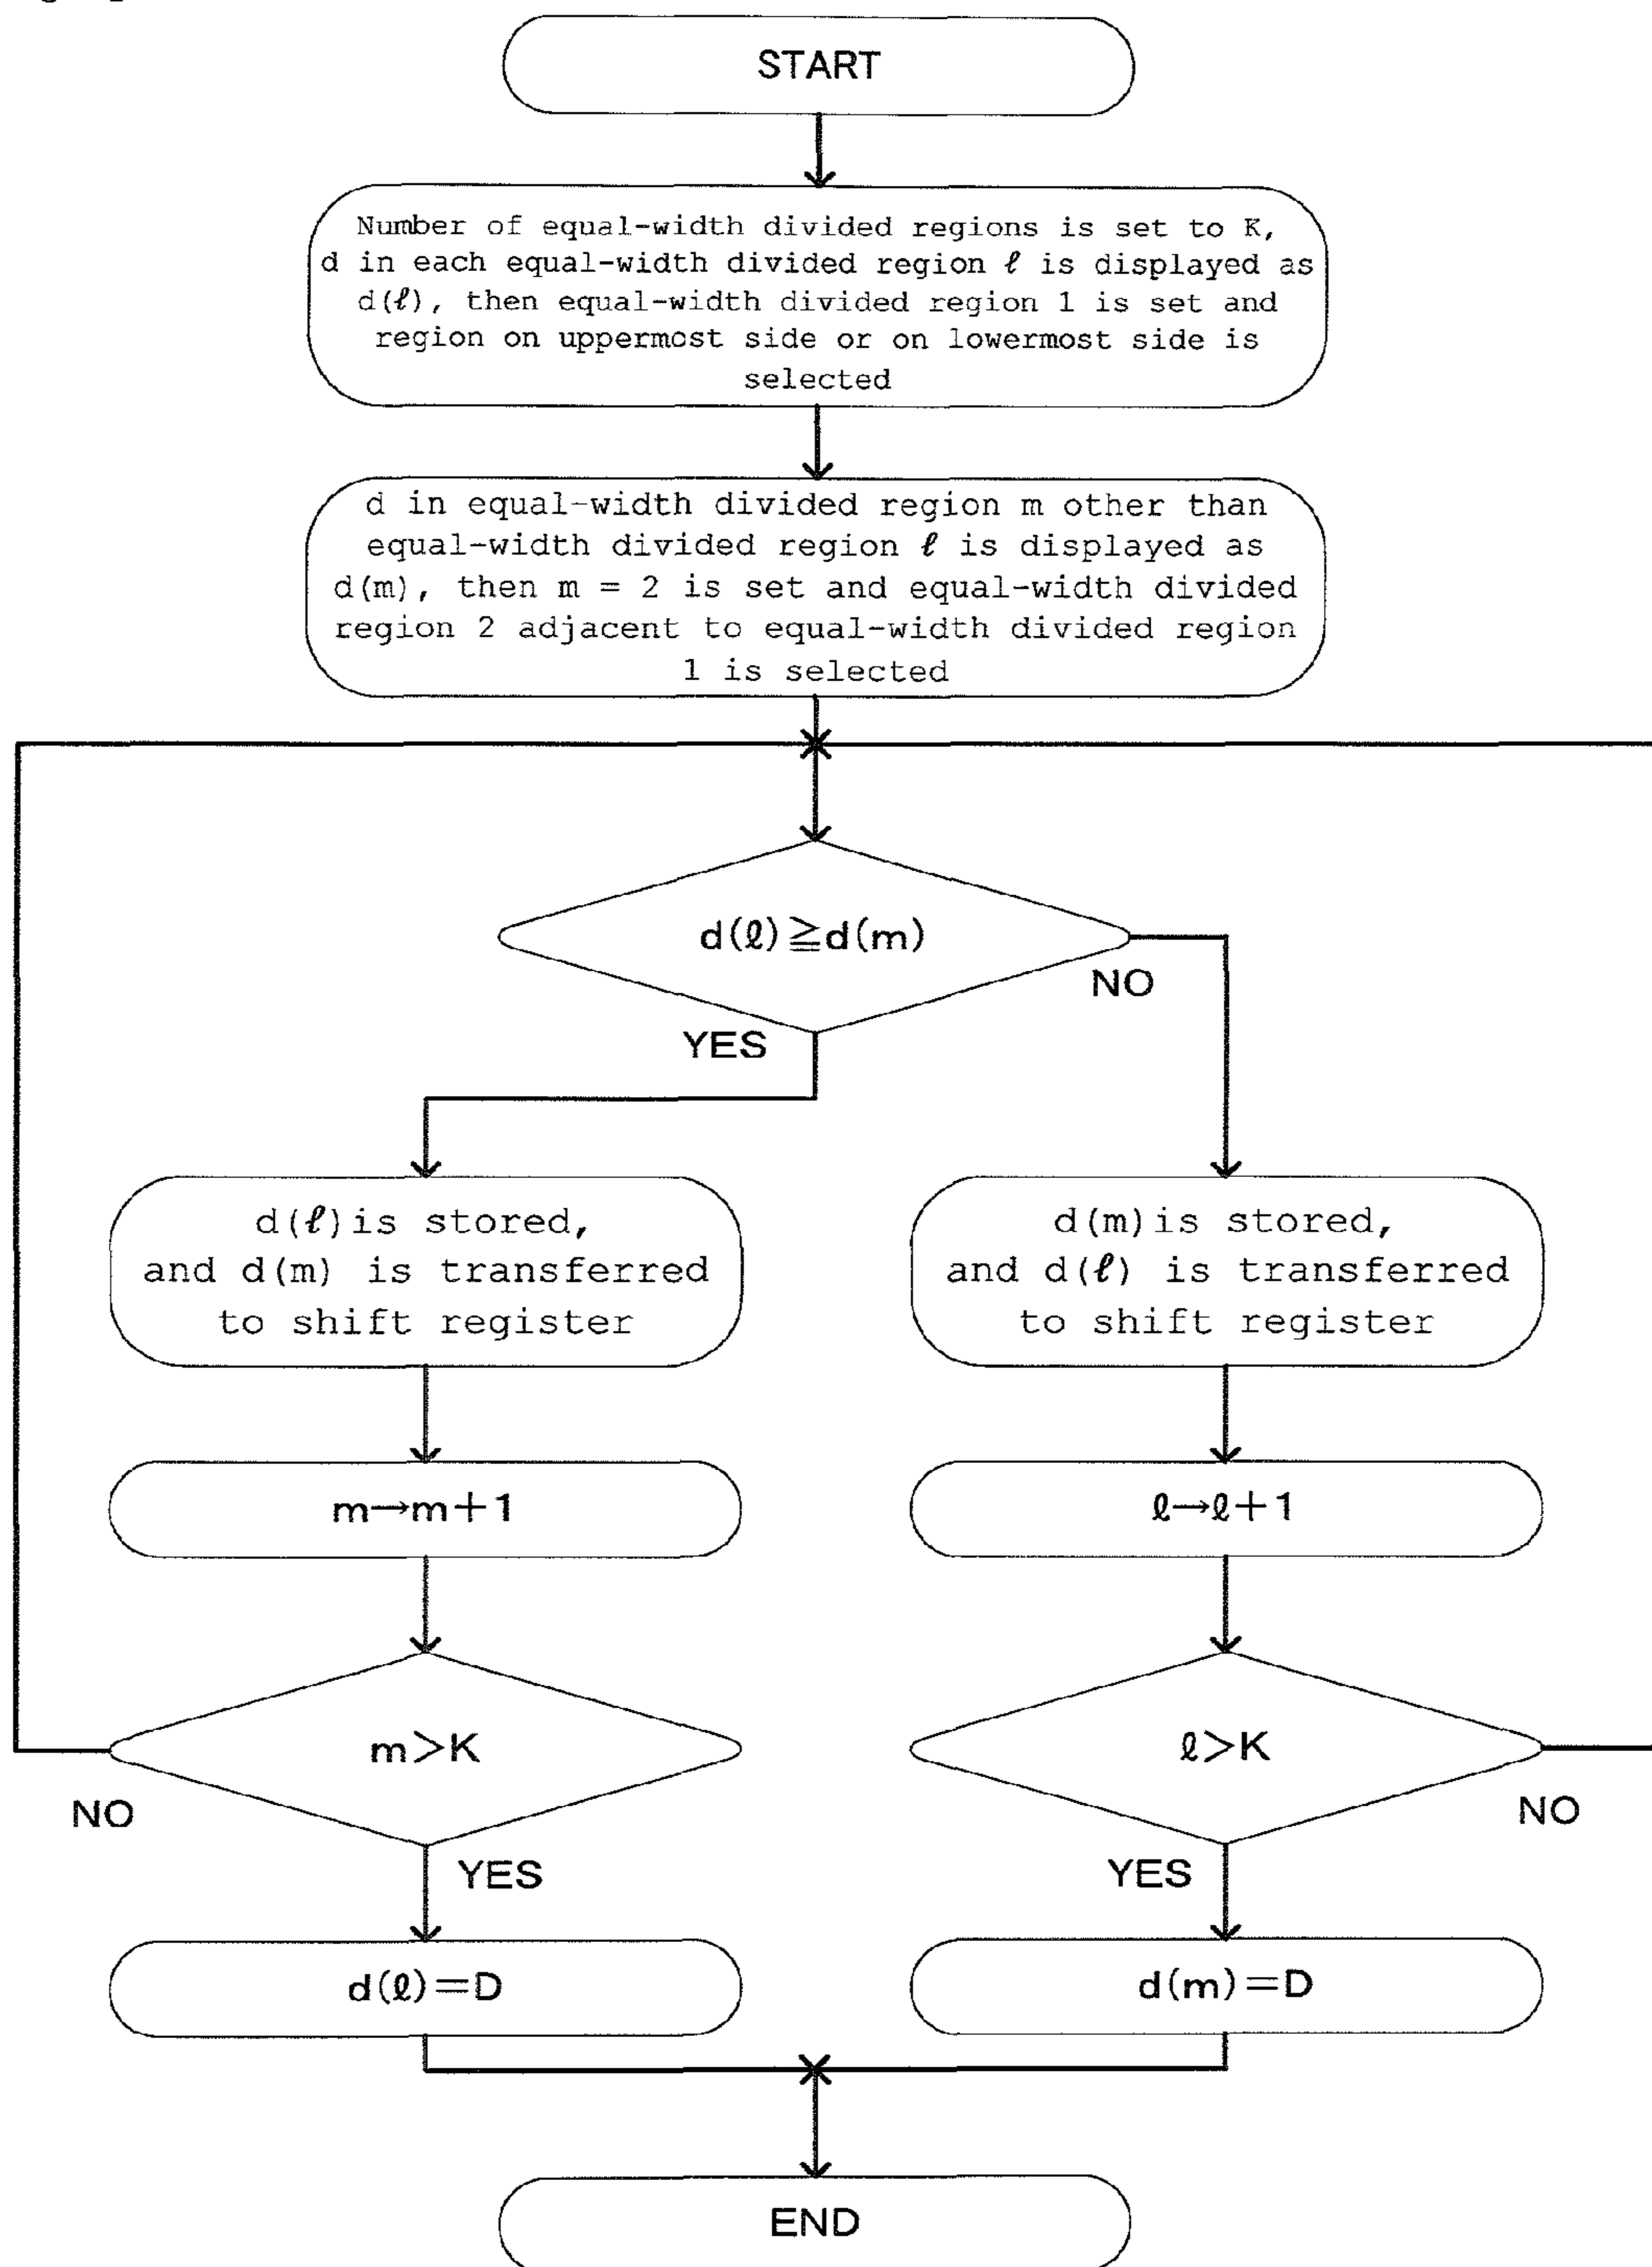 START
Number of equal-width divided regions is set to K,
d in each equal-width divided region ℓ is displayed as
d(ℓ), then equal-width divided region 1 is set and
region on uppermost side or on lowermost side is
selected
d in equal-width divided region m other than
equal-width divided region ℓ is displayed as
d(m), then m = 2 is set and equal-width divided
region 2 adjacent to equal-width divided region
1 is selected
d(ℓ)≧d(m)
NO
YES
d(ℓ)is stored,
and d(m) is transferred
to shift register
d(m)is stored,
and d(ℓ) is transferred
to shift register
m→m+1
ℓ→ℓ+1
m>K
ℓ>K
NO
NO
YES
YES
d(ℓ)=D
d(m)=D
END